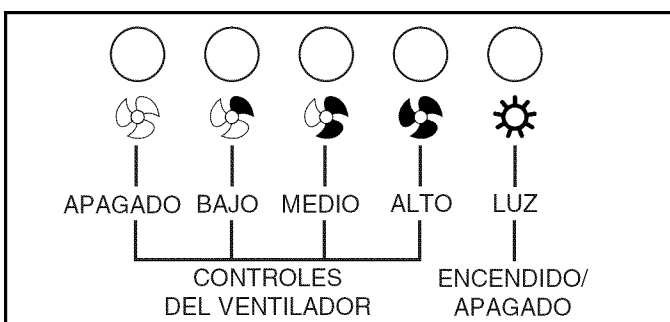 APAGADO BAJO MEDIO ALTO LUZ
CONTROLES
DEL VENTILADOR
ENCENDIDO/
APAGADO